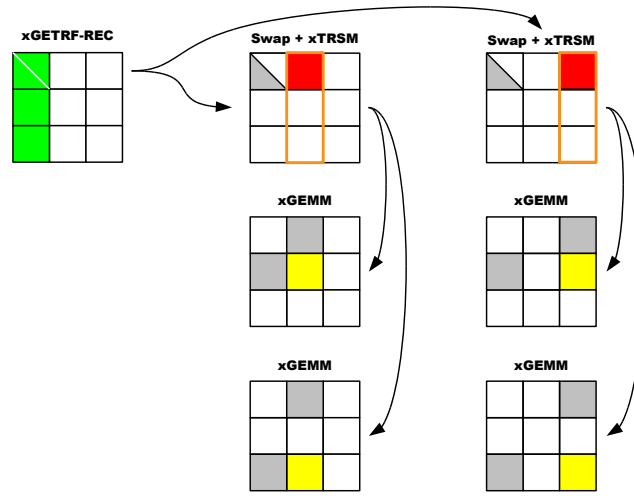 xGETRF-REC
Swap + xTRSM
Swap + xTRSM
xGEMM
xGEMM
xGEMM
xGEMM